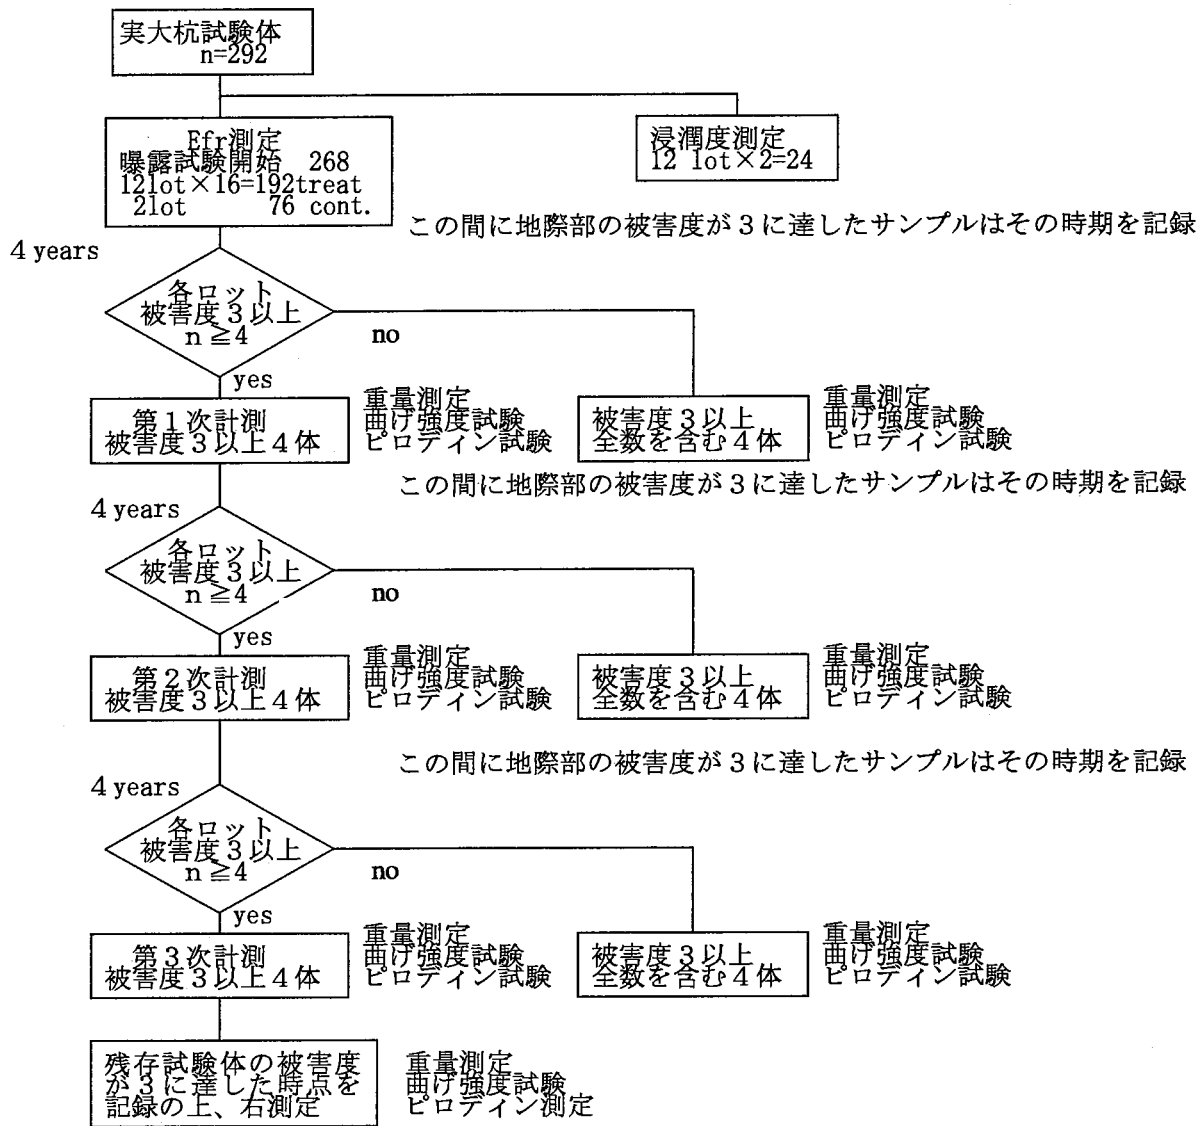 実大杭試験体
n=292
Efr測定
曝露試験開始 268
12lot×16=192treat
2lot 76 cont.
浸潤度測定
12 lot×2=24
この間に地際部の被害度が3に達したサンプルはその時期を記録
4 years
各ロット
被害度3以上
n≧4
no
yes
第1次計測
被害度3以上4体
重量測定
曲げ強度試験
ピロディン試験
被害度3以上
全数を含む4体
重量測定
曲げ強度試験
ピロディン試験
この間に地際部の被害度が3に達したサンプルはその時期を記録
4 years
各ロット
被害度3以上
n≧4
no
yes
第2次計測
被害度3以上4体
重量測定
曲げ強度試験
ピロディン試験
被害度3以上
全数を含む4体
重量測定
曲げ強度試験
ピロディン試験
この間に地際部の被害度が3に達したサンプルはその時期を記録
4 years
各ロット
被害度3以上
n≧4
no
yes
第3次計測
被害度3以上4体
重量測定
曲げ強度試験
ピロディン試験
被害度3以上
全数を含む4体
重量測定
曲げ強度試験
ピロディン試験
残存試験体の被害度
が3に達した時点を
記録の上、右測定
重量測定
曲げ強度試験
ピロディン測定